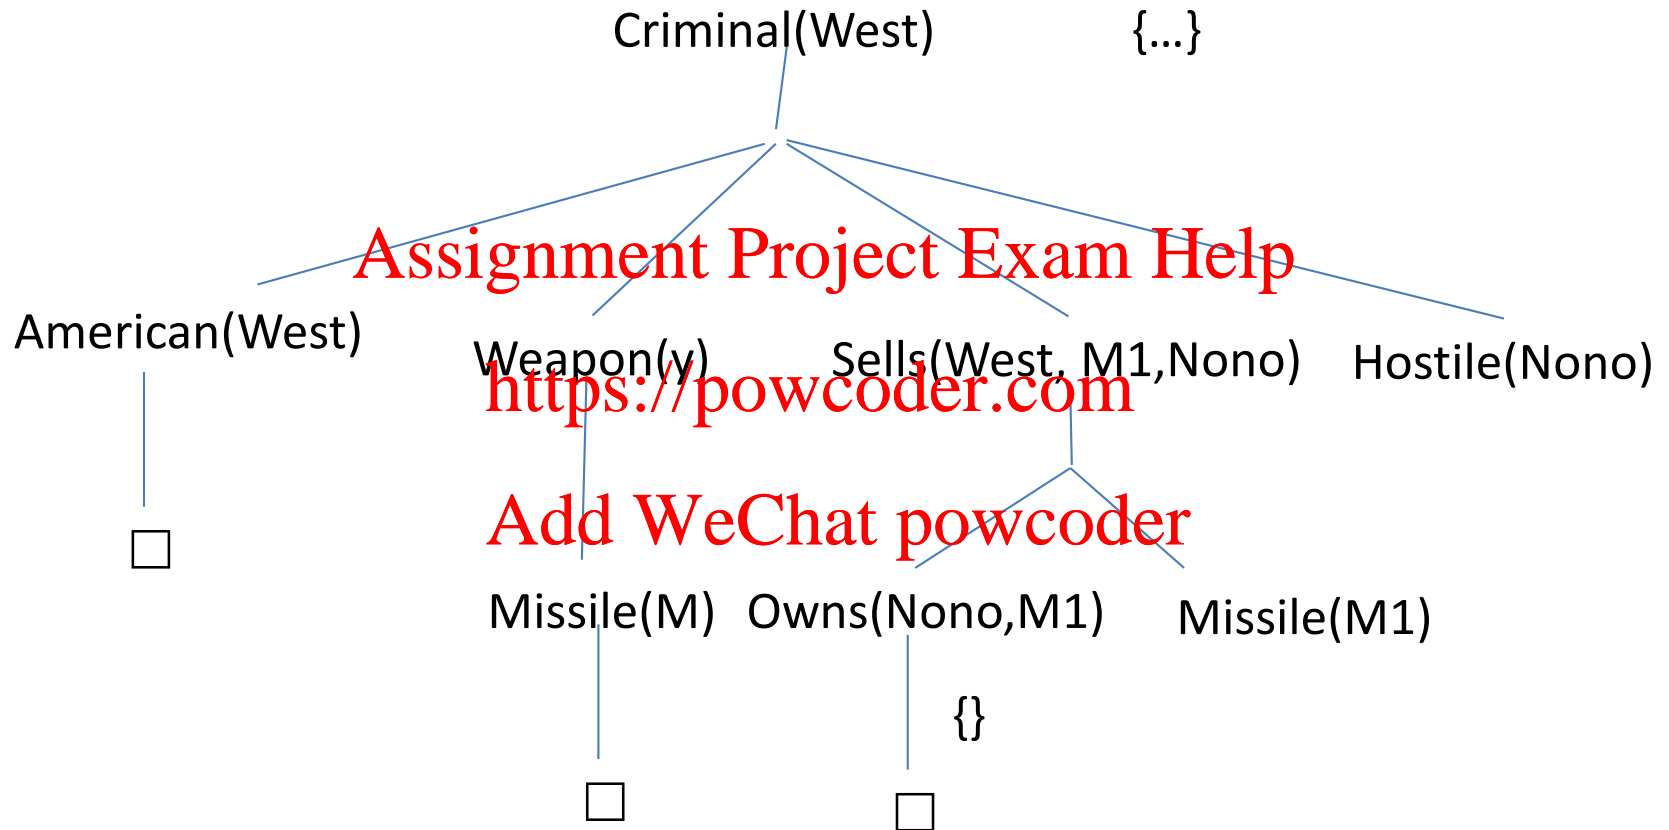 Criminal(West) {...}
Assignment Project Exam Help
American(West) Weapon(y) Sells(West, M1,Nono) Hostile(Nono)
https://powcoder.com
Add WeChat powcoder
Missile(M) Owns(Nono,M1) Missile(M1)
{}